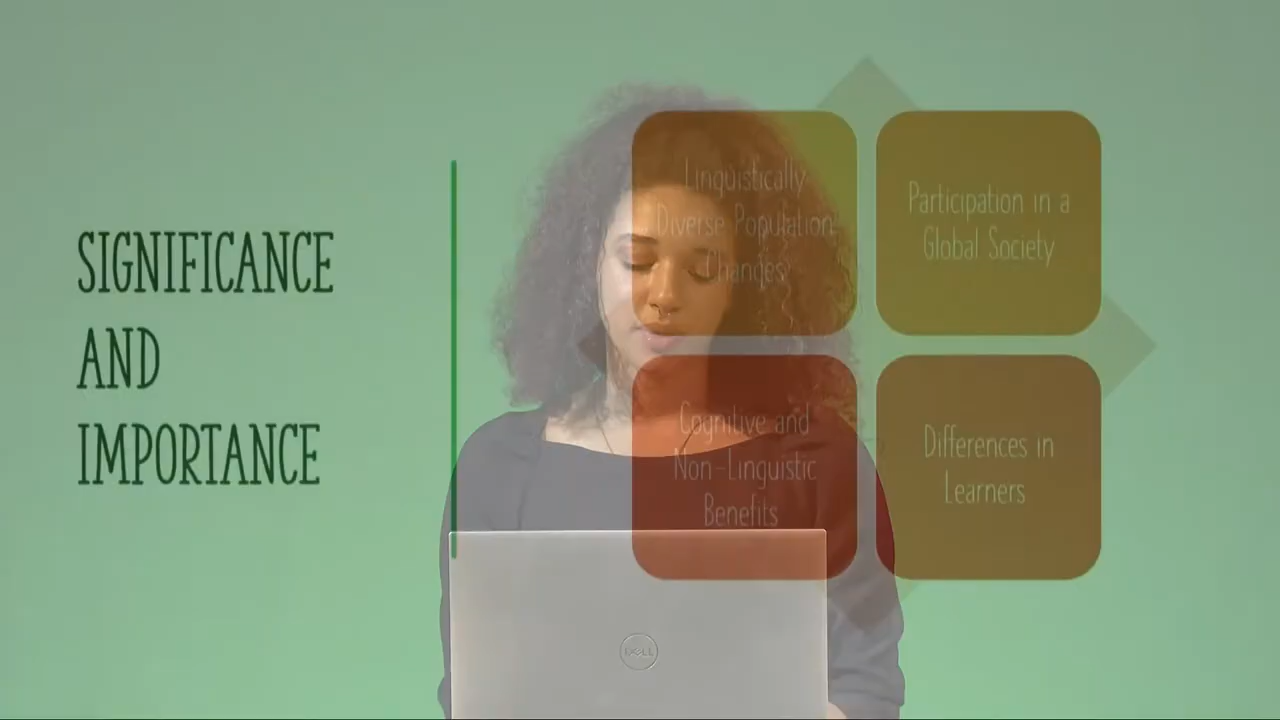 SIGNIFICANCE
AND
IMPORTANCE
Linguistically
Diverse Population
Changes
Participation in a
Global Society
Cognitive and
Non-Linguistic
Benefits
Differences in
Learners
DELL